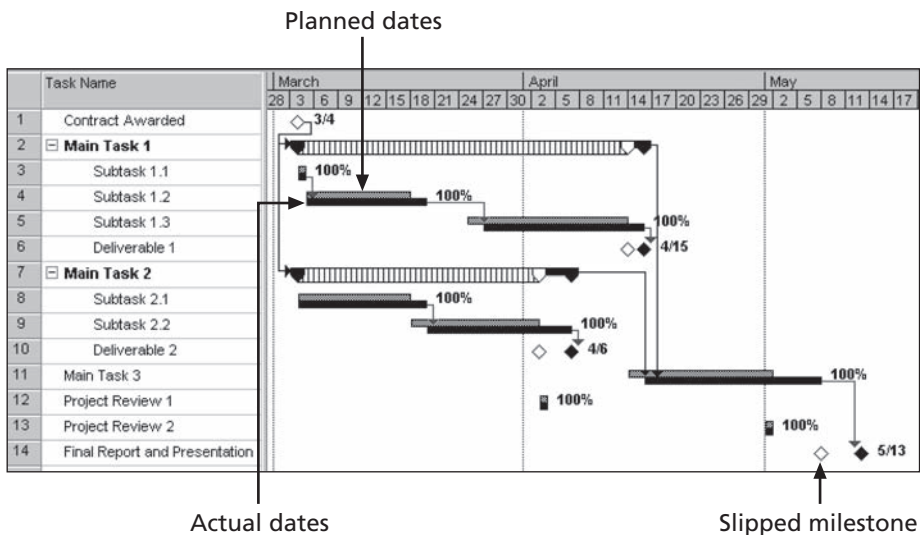 Planned dates
Task Name
March April May
28 3 6 9 12 15 18 21 24 27 30 2 5 8 11 14 17 20 23 26 29 2 5 8 11 14 17
1 Contract Awarded 3/4
2 Main Task 1
3 Subtask 1.1 100%
4 Subtask 1.2 100%
5 Subtask 1.3 100%
6 Deliverable 1 4/15
7 Main Task 2
8 Subtask 2.1 100%
9 Subtask 2.2 100%
10 Deliverable 2 4/6
11 Main Task 3 100%
12 Project Review 1 100%
13 Project Review 2 100%
14 Final Report and Presentation 5/13
Actual dates Slipped milestone